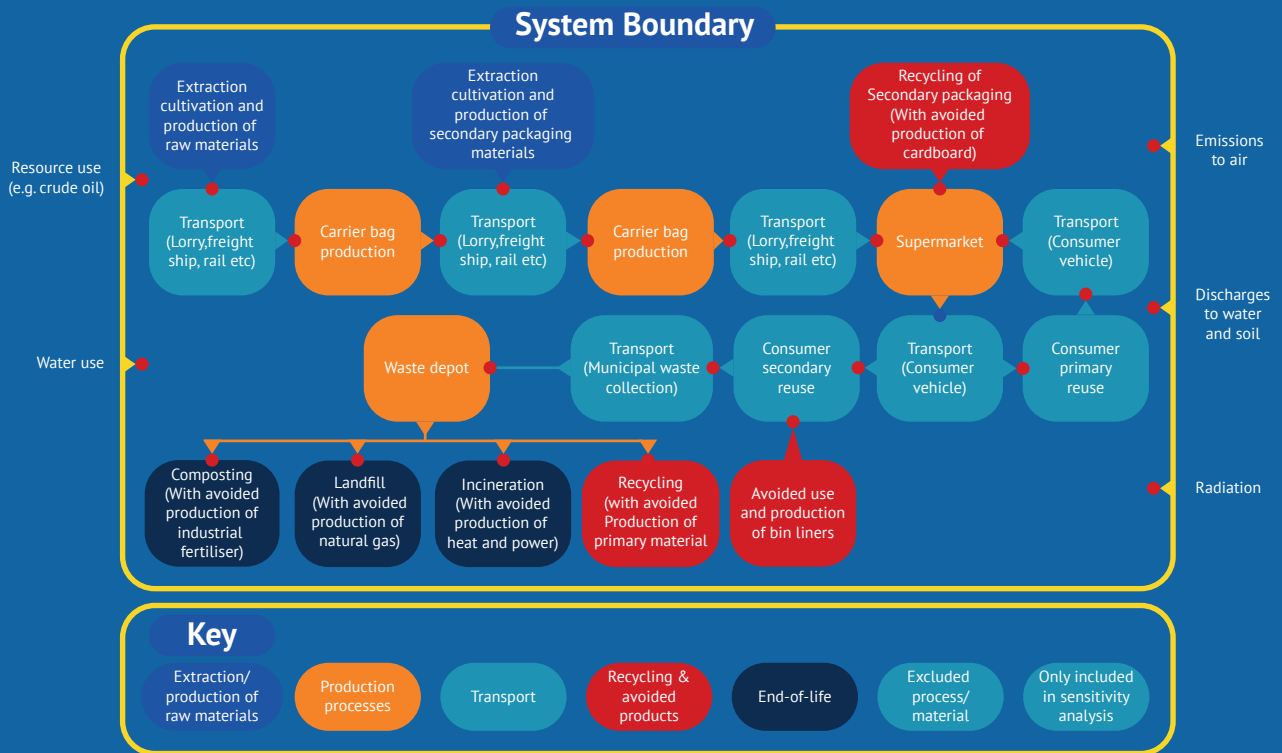 System Boundary
Extraction
cultivation and
production of
raw materials
Extraction
cultivation and
production of
secondary packaging
materials
Recycling of
Secondary packaging
(With avoided
production of
cardboard)
Resource use
(e.g. crude oil)
Emissions
to air
Transport
(Lorry,freight
ship, rail etc)
Carrier bag
production
Transport
(Lorry,freight
ship, rail etc)
Carrier bag
production
Transport
(Lorry,freight
ship, rail etc)
Supermarket
Transport
(Consumer
vehicle)
Discharges
to water
and soil
Water use
Waste depot
Transport
(Municipal waste
collection)
Consumer
secondary
reuse
Transport
(Consumer
vehicle)
Consumer
primary
reuse
Composting
(With avoided
production of
industrial
fertiliser)
Landfill
(With avoided
production of
natural gas)
Incineration
(With avoided
production of
heat and power)
Recycling
(with avoided
Production of
primary material
Avoided use
and production
of bin liners
Radiation
Key
Extraction/
production of
raw materials
Production
processes
Transport
Recycling &
avoided
products
End-of-life
Excluded
process/
material
Only included
in sensitivity
analysis